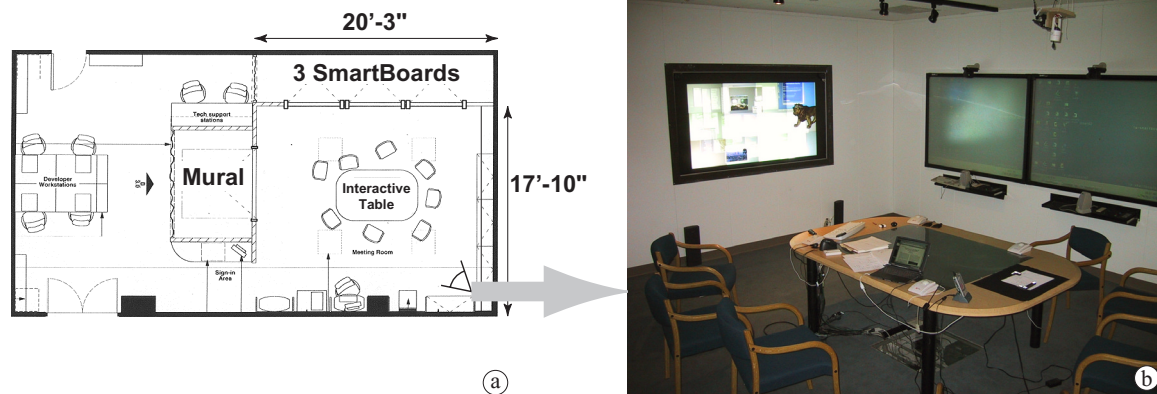 20’-3"
3 SmartBoards
Tech support
stations
Mural
17’-10"
Interactive
Table
Developer
Workstations
Meeting Room
Sign-in
Area
a
b